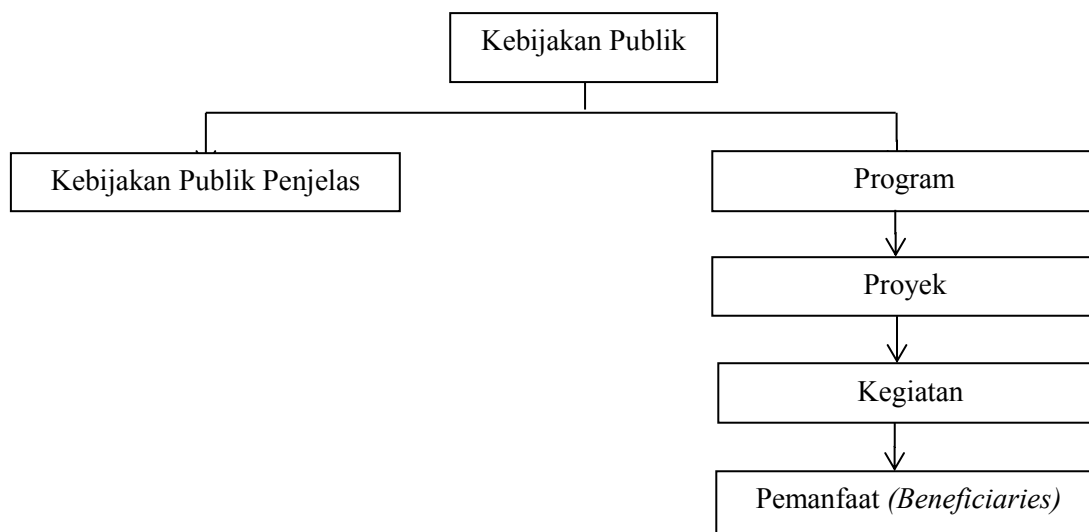 Kebijakan Publik
Kebijakan Publik Penjelas
Program
Proyek
Kegiatan
Pemanfaat (Beneficiaries)